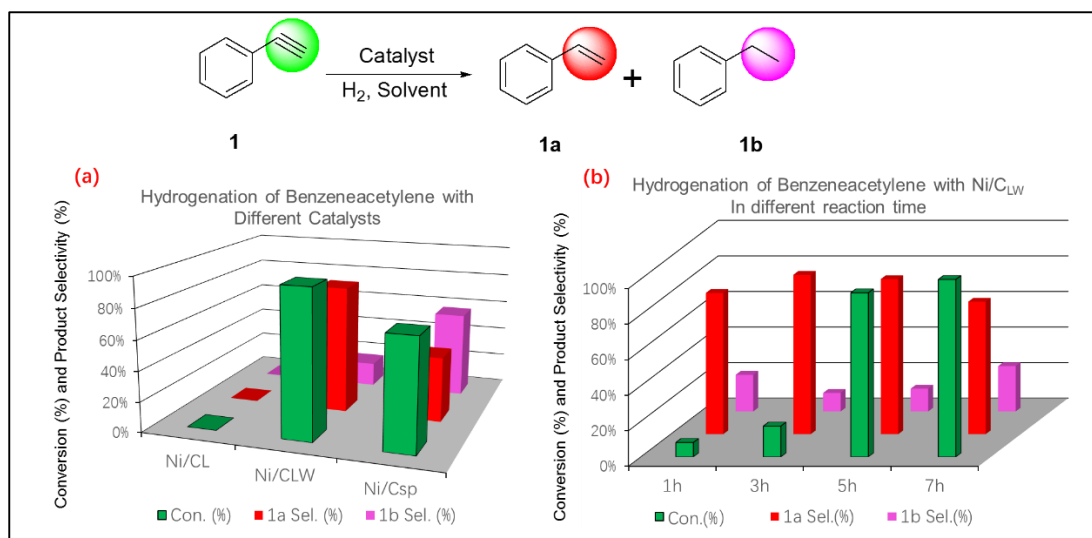 Catalyst
H2, Solvent
+
1
1a
1b
(a)
Hydrogenation of Benzeneacetylene with
Different Catalysts
Conversion (%) and Product Selectivity (%)
100%
80%
60%
40%
20%
0%
Ni/CL
Ni/CLW
Ni/Csp
Con. (%)
1a Sel. (%)
1b Sel. (%)
(b)
Hydrogenation of Benzeneacetylene with Ni/CLW
In different reaction time
Conversion (%) and Product Selectivity (%)
100%
80%
60%
40%
20%
0%
1h
3h
5h
7h
Con.(%)
1a Sel.(%)
1b Sel.(%)